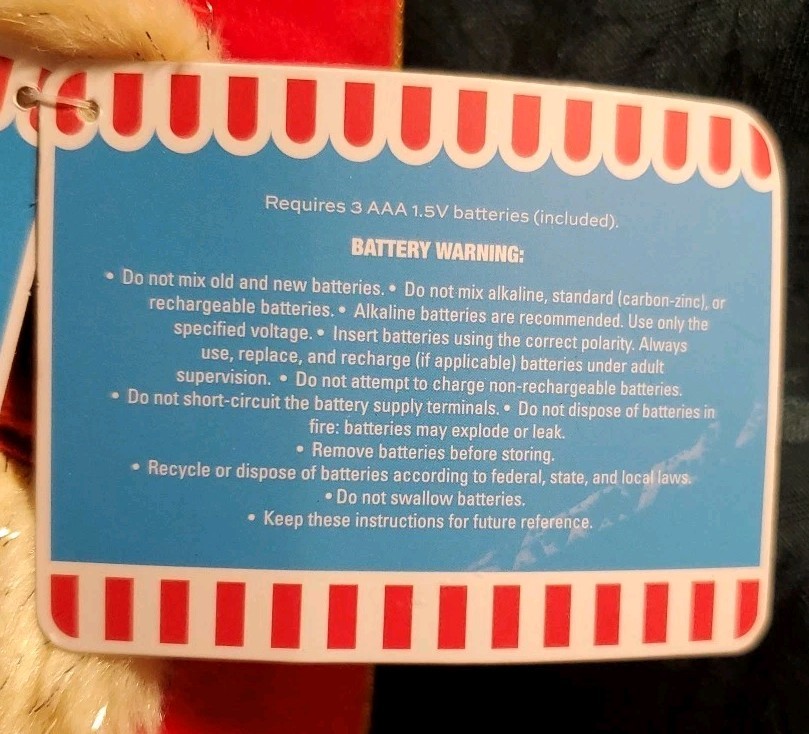 Requires 3 AAA 1.5V batteries (included).
BATTERY WARNING:
• Do not mix old and new batteries. • Do not mix alkaline, standard (carbon-zinc), or
rechargeable batteries. • Alkaline batteries are recommended. Use only the
specified voltage. • Insert batteries using the correct polarity. Always
use, replace, and recharge (if applicable) batteries under adult
supervision. • Do not attempt to charge non-rechargeable batteries.
• Do not short-circuit the battery supply terminals. • Do not dispose of batteries in
fire: batteries may explode or leak.
• Remove batteries before storing.
• Recycle or dispose of batteries according to federal, state, and local laws.
• Do not swallow batteries.
• Keep these instructions for future reference.